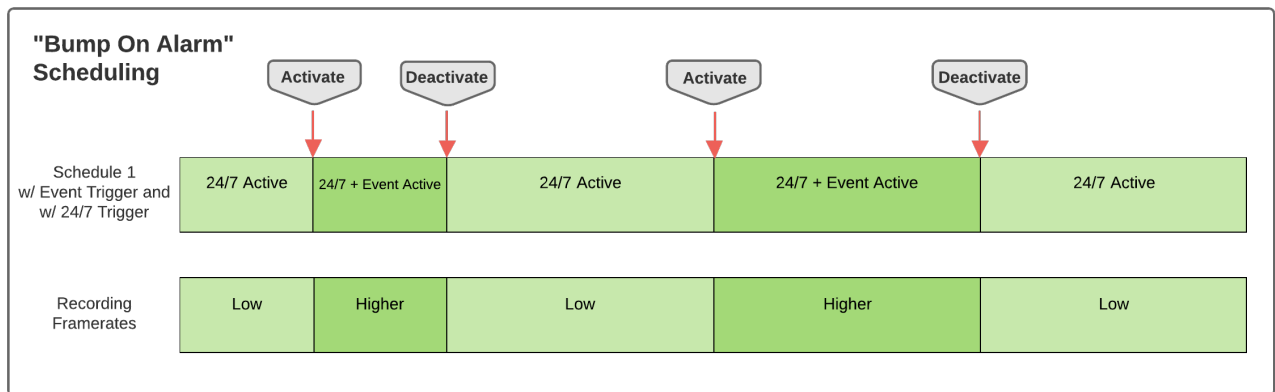 "Bump On Alarm"
Scheduling
Activate
Deactivate
Activate
Deactivate
Schedule 1
w/ Event Trigger and
w/ 24/7 Trigger
24/7 Active
24/7 + Event Active
24/7 Active
24/7 + Event Active
24/7 Active
Recording
Framerates
Low
Higher
Low
Higher
Low